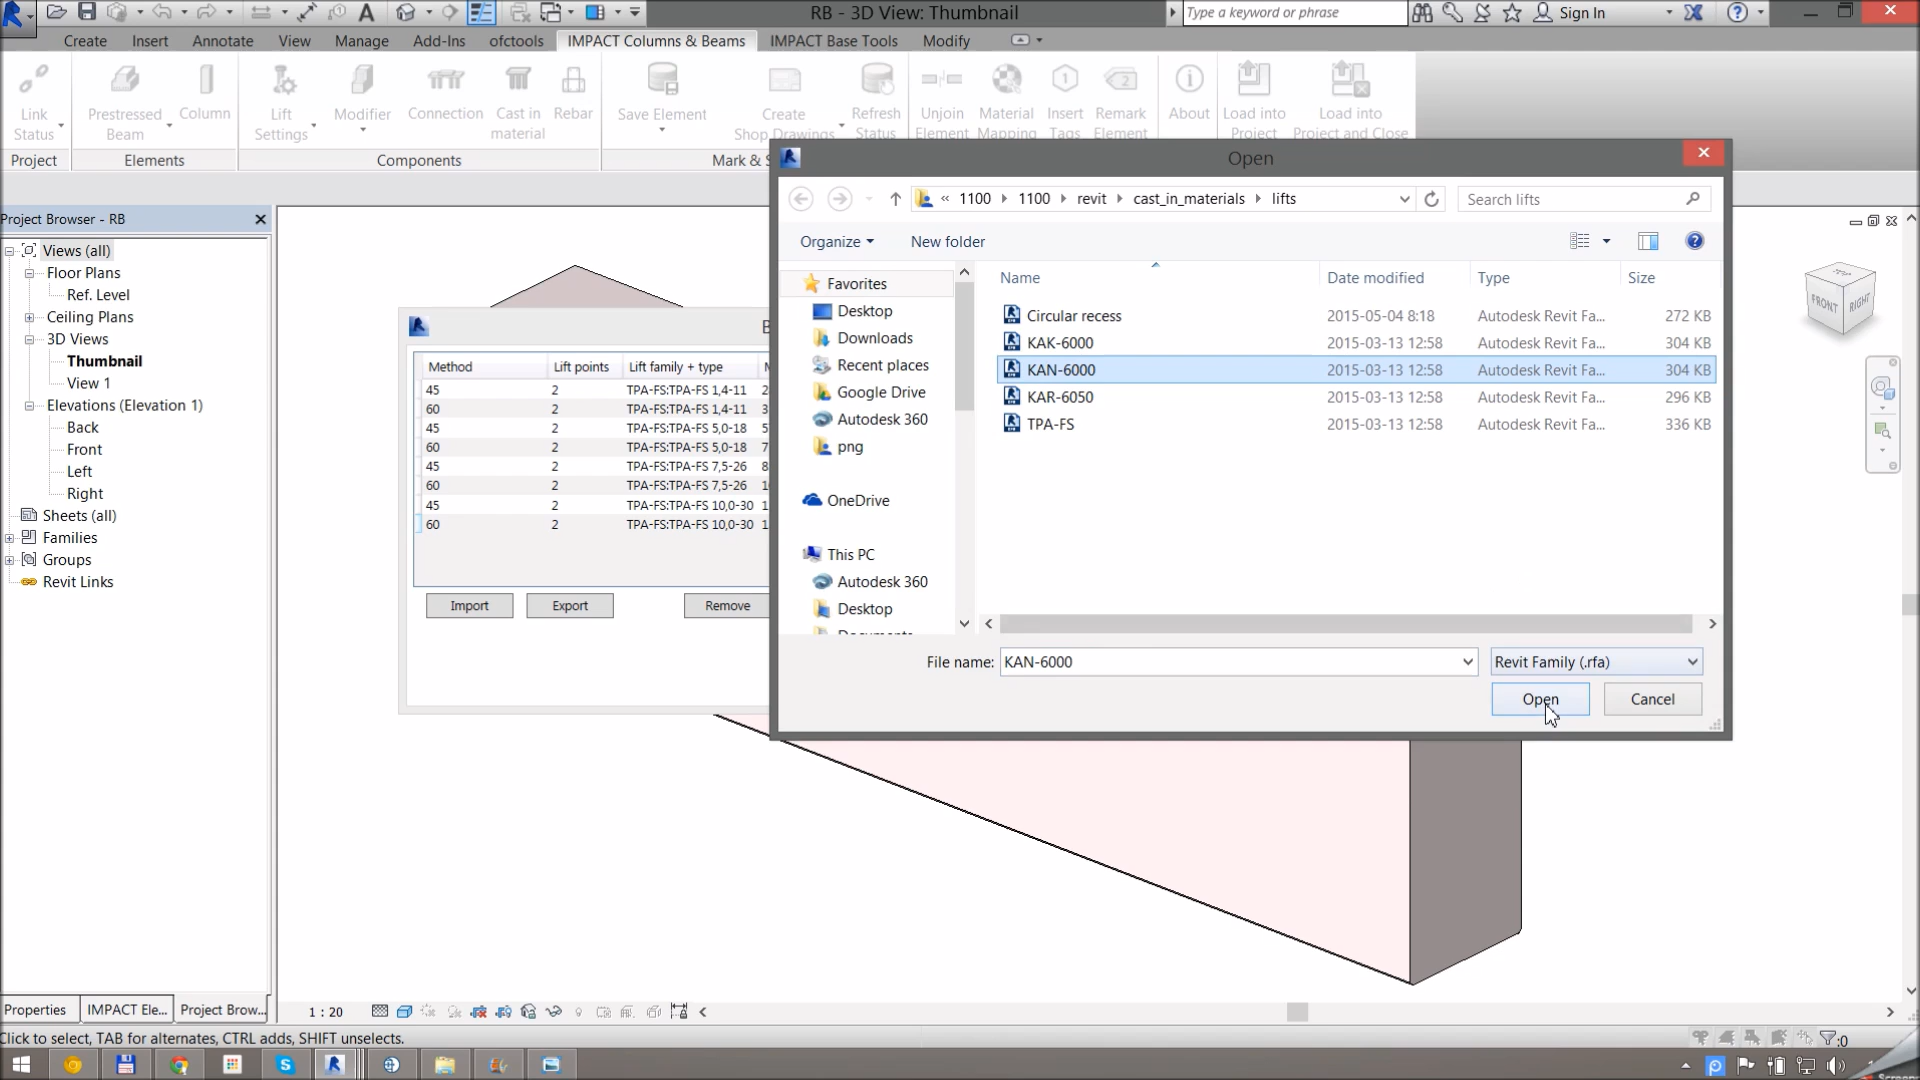 RB - 3D View: Thumbnail
Type a keyword or phrase
Sign In
Create Insert Annotate View Manage Add-Ins ofctools IMPACT Columns & Beams IMPACT Base Tools Modify
Link Status
Prestressed Beam
Column
Lift Settings
Modifier
Connection
Cast in material
Rebar
Save Element
Create Shop Drawings
Refresh Status
Unjoin Element
Material Mapping
Insert Tags
Remark Element
About
Load into Project
Load into Project and Close
Project Elements Components Mark & S
Project Browser - RB
Views (all)
Floor Plans
Ref. Level
Ceiling Plans
3D Views
Thumbnail
View 1
Elevations (Elevation 1)
Back
Front
Left
Right
Sheets (all)
Families
Groups
Revit Links
Method Lift points Lift family + type
45 2 TPA-FS:TPA-FS 1,4-11
60 2 TPA-FS:TPA-FS 1,4-11
45 2 TPA-FS:TPA-FS 5,0-18
60 2 TPA-FS:TPA-FS 5,0-18
45 2 TPA-FS:TPA-FS 7,5-26
60 2 TPA-FS:TPA-FS 7,5-26
45 2 TPA-FS:TPA-FS 10,0-30
60 2 TPA-FS:TPA-FS 10,0-30
Import Export Remove
Open
« 1100 1100 revit cast_in_materials lifts
Search lifts
Organize New folder
Favorites
Desktop
Downloads
Recent places
Google Drive
Autodesk 360
png
OneDrive
This PC
Autodesk 360
Desktop
Name Date modified Type Size
Circular recess 2015-05-04 8:18 Autodesk Revit Fa... 272 KB
KAK-6000 2015-03-13 12:58 Autodesk Revit Fa... 304 KB
KAN-6000 2015-03-13 12:58 Autodesk Revit Fa... 304 KB
KAR-6050 2015-03-13 12:58 Autodesk Revit Fa... 296 KB
TPA-FS 2015-03-13 12:58 Autodesk Revit Fa... 336 KB
File name: KAN-6000 Revit Family (.rfa)
Open Cancel
TOP
FRONT RIGHT
Properties IMPACT Ele... Project Brow...
1 : 20
Click to select, TAB for alternates, CTRL adds, SHIFT unselects.
:0